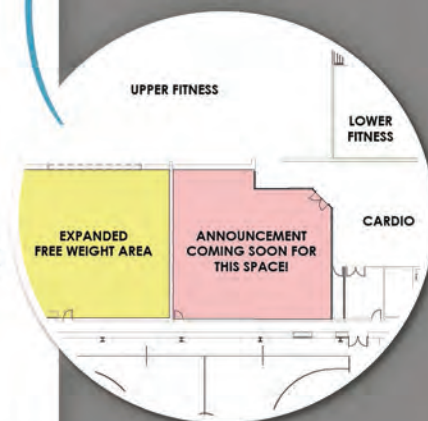 UPPER FITNESS
LOWER
FITNESS
EXPANDED
FREE WEIGHT AREA
ANNOUNCEMENT
COMING SOON FOR
THIS SPACE!
CARDIO